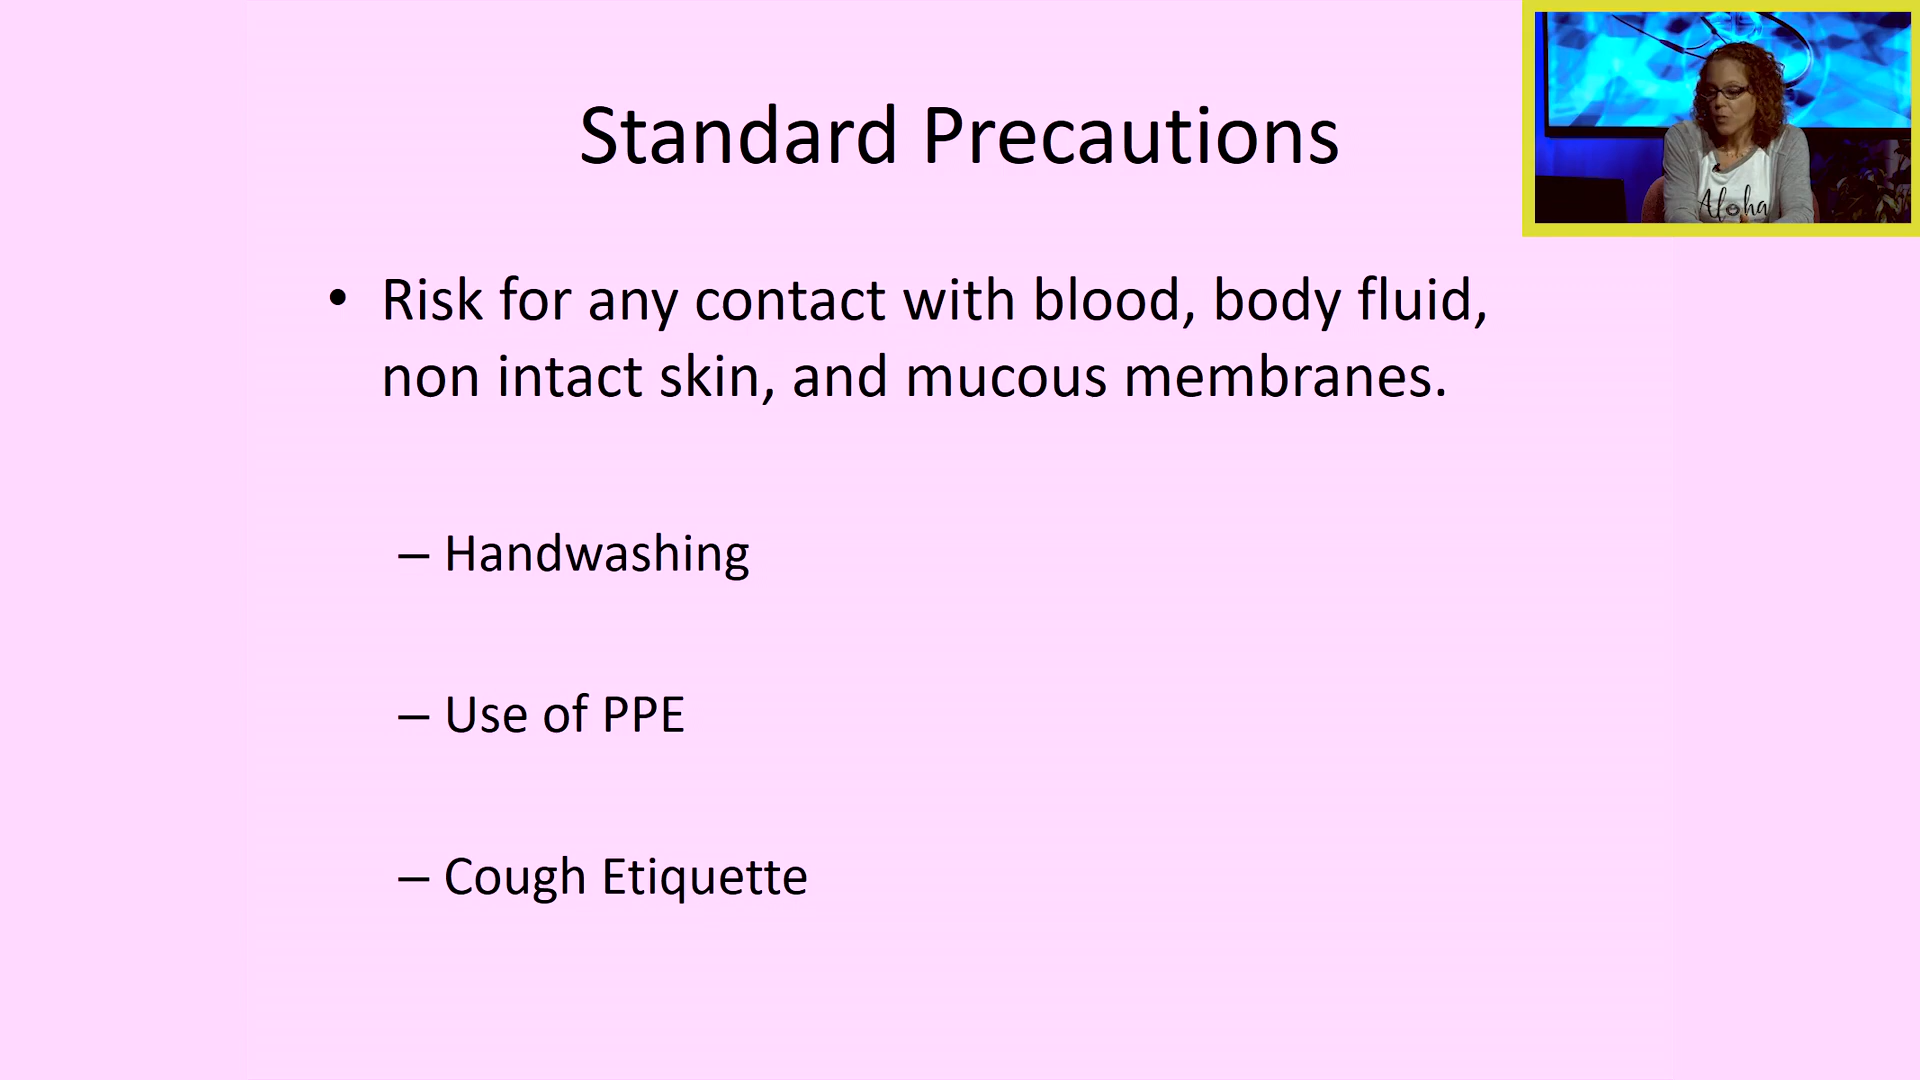 Standard Precautions
• Risk for any contact with blood, body fluid,
non intact skin, and mucous membranes.
– Handwashing
– Use of PPE
– Cough Etiquette
Aloha